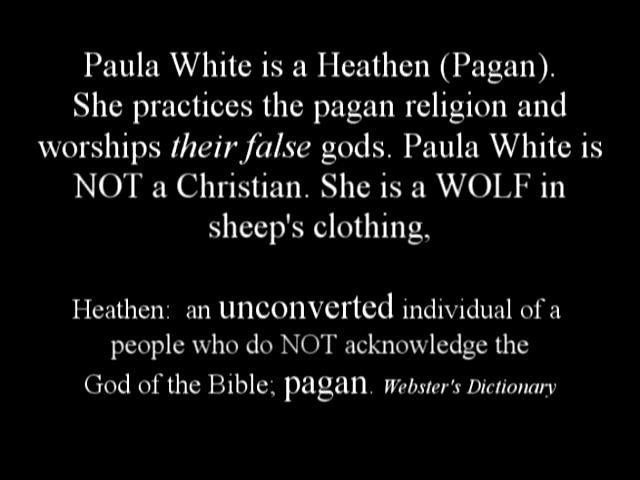 Paula White is a Heathen (Pagan).
She practices the pagan religion and
worships their false gods. Paula White is
NOT a Christian. She is a WOLF in
sheep's clothing,
Heathen: an unconverted individual of a
people who do NOT acknowledge the
God of the Bible; pagan. Webster's Dictionary